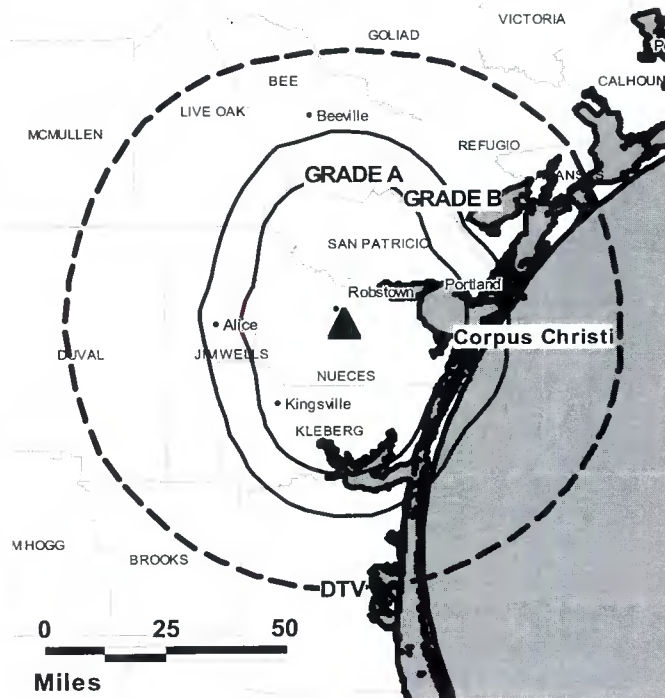 VICTORIA
GOLIAD
BEE
CALHOUN
LIVE OAK
Beeville
MCMULLEN
REFUGIO
GRADE A
GRADE B
SAN PATRICIO
Portland
Robstown
Alice
Corpus Christi
DUVAL
JIM WELLS
NUECES
Kingsville
KLEBERG
M HOGG
BROOKS
DTV
0 25 50
Miles